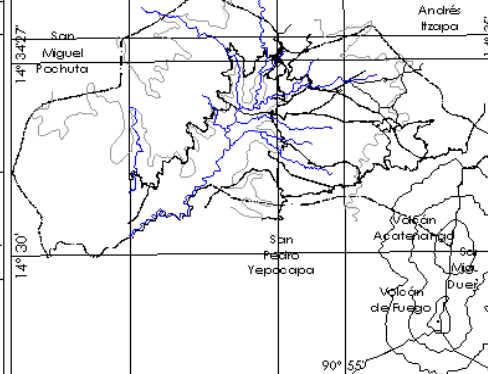 Andrés
Itzapa
San
Miguel
Pochuta
14°34'27"
Volcán
Acatenango
San
Pedro
Yepocapa
14°30'
Volcán
de Fuego
90° 55'